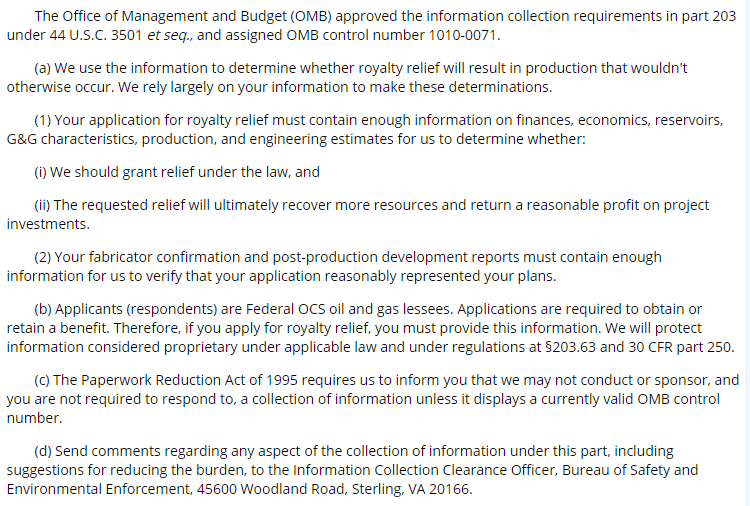 The Office of Management and Budget (OMB) approved the information collection requirements in part 203
under 44 U.S.C. 3501 et seq., and assigned OMB control number 1010-0071.
(a) We use the information to determine whether royalty relief will result in production that wouldn't
otherwise occur. We rely largely on your information to make these determinations.
(1) Your application for royalty relief must contain enough information on finances, economics, reservoirs,
G&G characteristics, production, and engineering estimates for us to determine whether:
(i) We should grant relief under the law, and
(ii) The requested relief will ultimately recover more resources and return a reasonable profit on project
investments.
(2) Your fabricator confirmation and post-production development reports must contain enough
information for us to verify that your application reasonably represented your plans.
(b) Applicants (respondents) are Federal OCS oil and gas lessees. Applications are required to obtain or
retain a benefit. Therefore, if you apply for royalty relief, you must provide this information. We will protect
information considered proprietary under applicable law and under regulations at §203.63 and 30 CFR part 250.
(c) The Paperwork Reduction Act of 1995 requires us to inform you that we may not conduct or sponsor, and
you are not required to respond to, a collection of information unless it displays a currently valid OMB control
number.
(d) Send comments regarding any aspect of the collection of information under this part, including
suggestions for reducing the burden, to the Information Collection Clearance Officer, Bureau of Safety and
Environmental Enforcement, 45600 Woodland Road, Sterling, VA 20166.